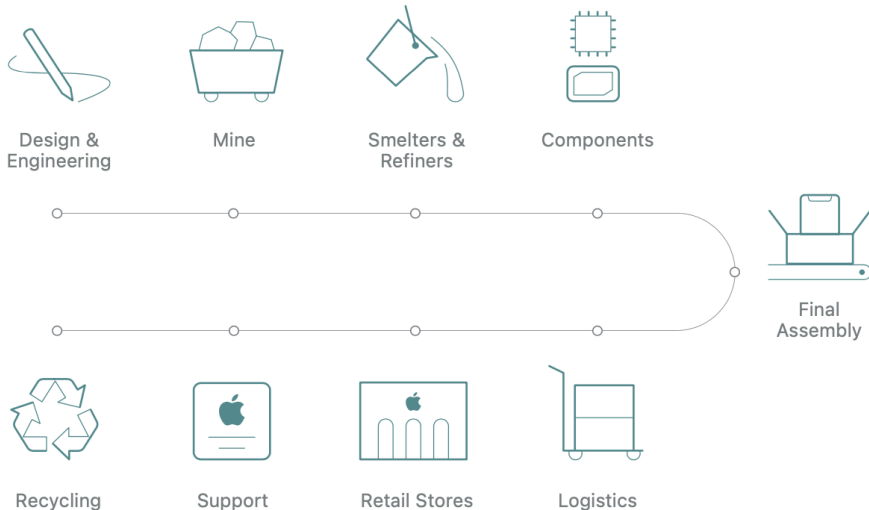 Design &
Engineering
Mine
Smelters &
Refiners
Components
Final
Assembly
Recycling
Support
Retail Stores
Logistics